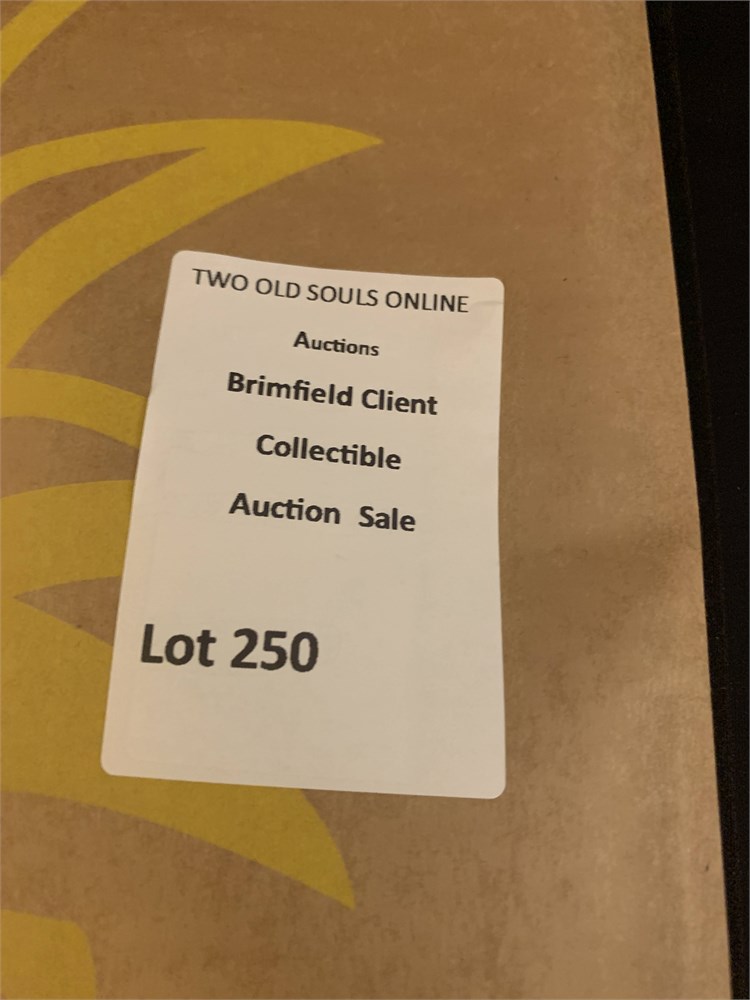 TWO OLD SOULS ONLINE
Auctions
Brimfield Client
Collectible
Auction Sale
Lot 250